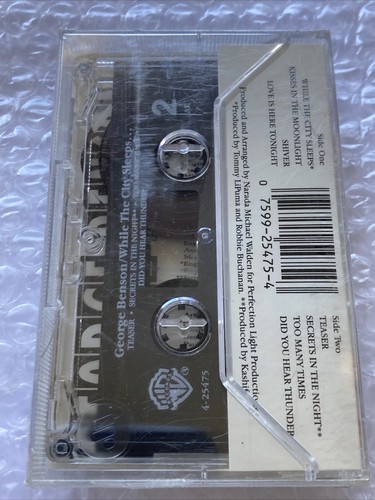 Side One
WHILE THE CITY SLEEPS*
KISSES IN THE MOONLIGHT
SHIVER
LOVE IS HERE TONIGHT
0 7599-25475-4
Side Two
TEASER
SECRETS IN THE NIGHT**
TOO MANY TIMES
DID YOU HEAR THUNDER
Produced and Arranged by Narada Michael Walden for Perfection Light Productio
*Produced by Tommy LiPuma and Robbie Buchanan. **Produced by Kashif
2
George Benson/While The City Sleeps...
TEASER • SECRETS IN THE NIGHT** •
DID YOU HEAR THUNDER
4-25475